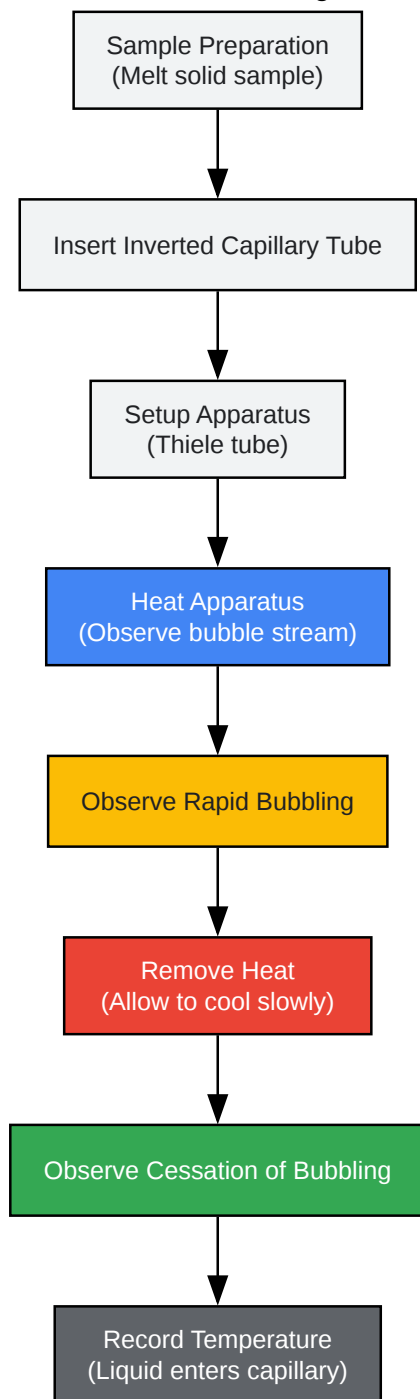 Sample Preparation
(Melt solid sample)
Insert Inverted Capillary Tube
Setup Apparatus
(Thiele tube)
Heat Apparatus
(Observe bubble stream)
Observe Rapid Bubbling
Remove Heat
(Allow to cool slowly)
Observe Cessation of Bubbling
Record Temperature
(Liquid enters capillary)